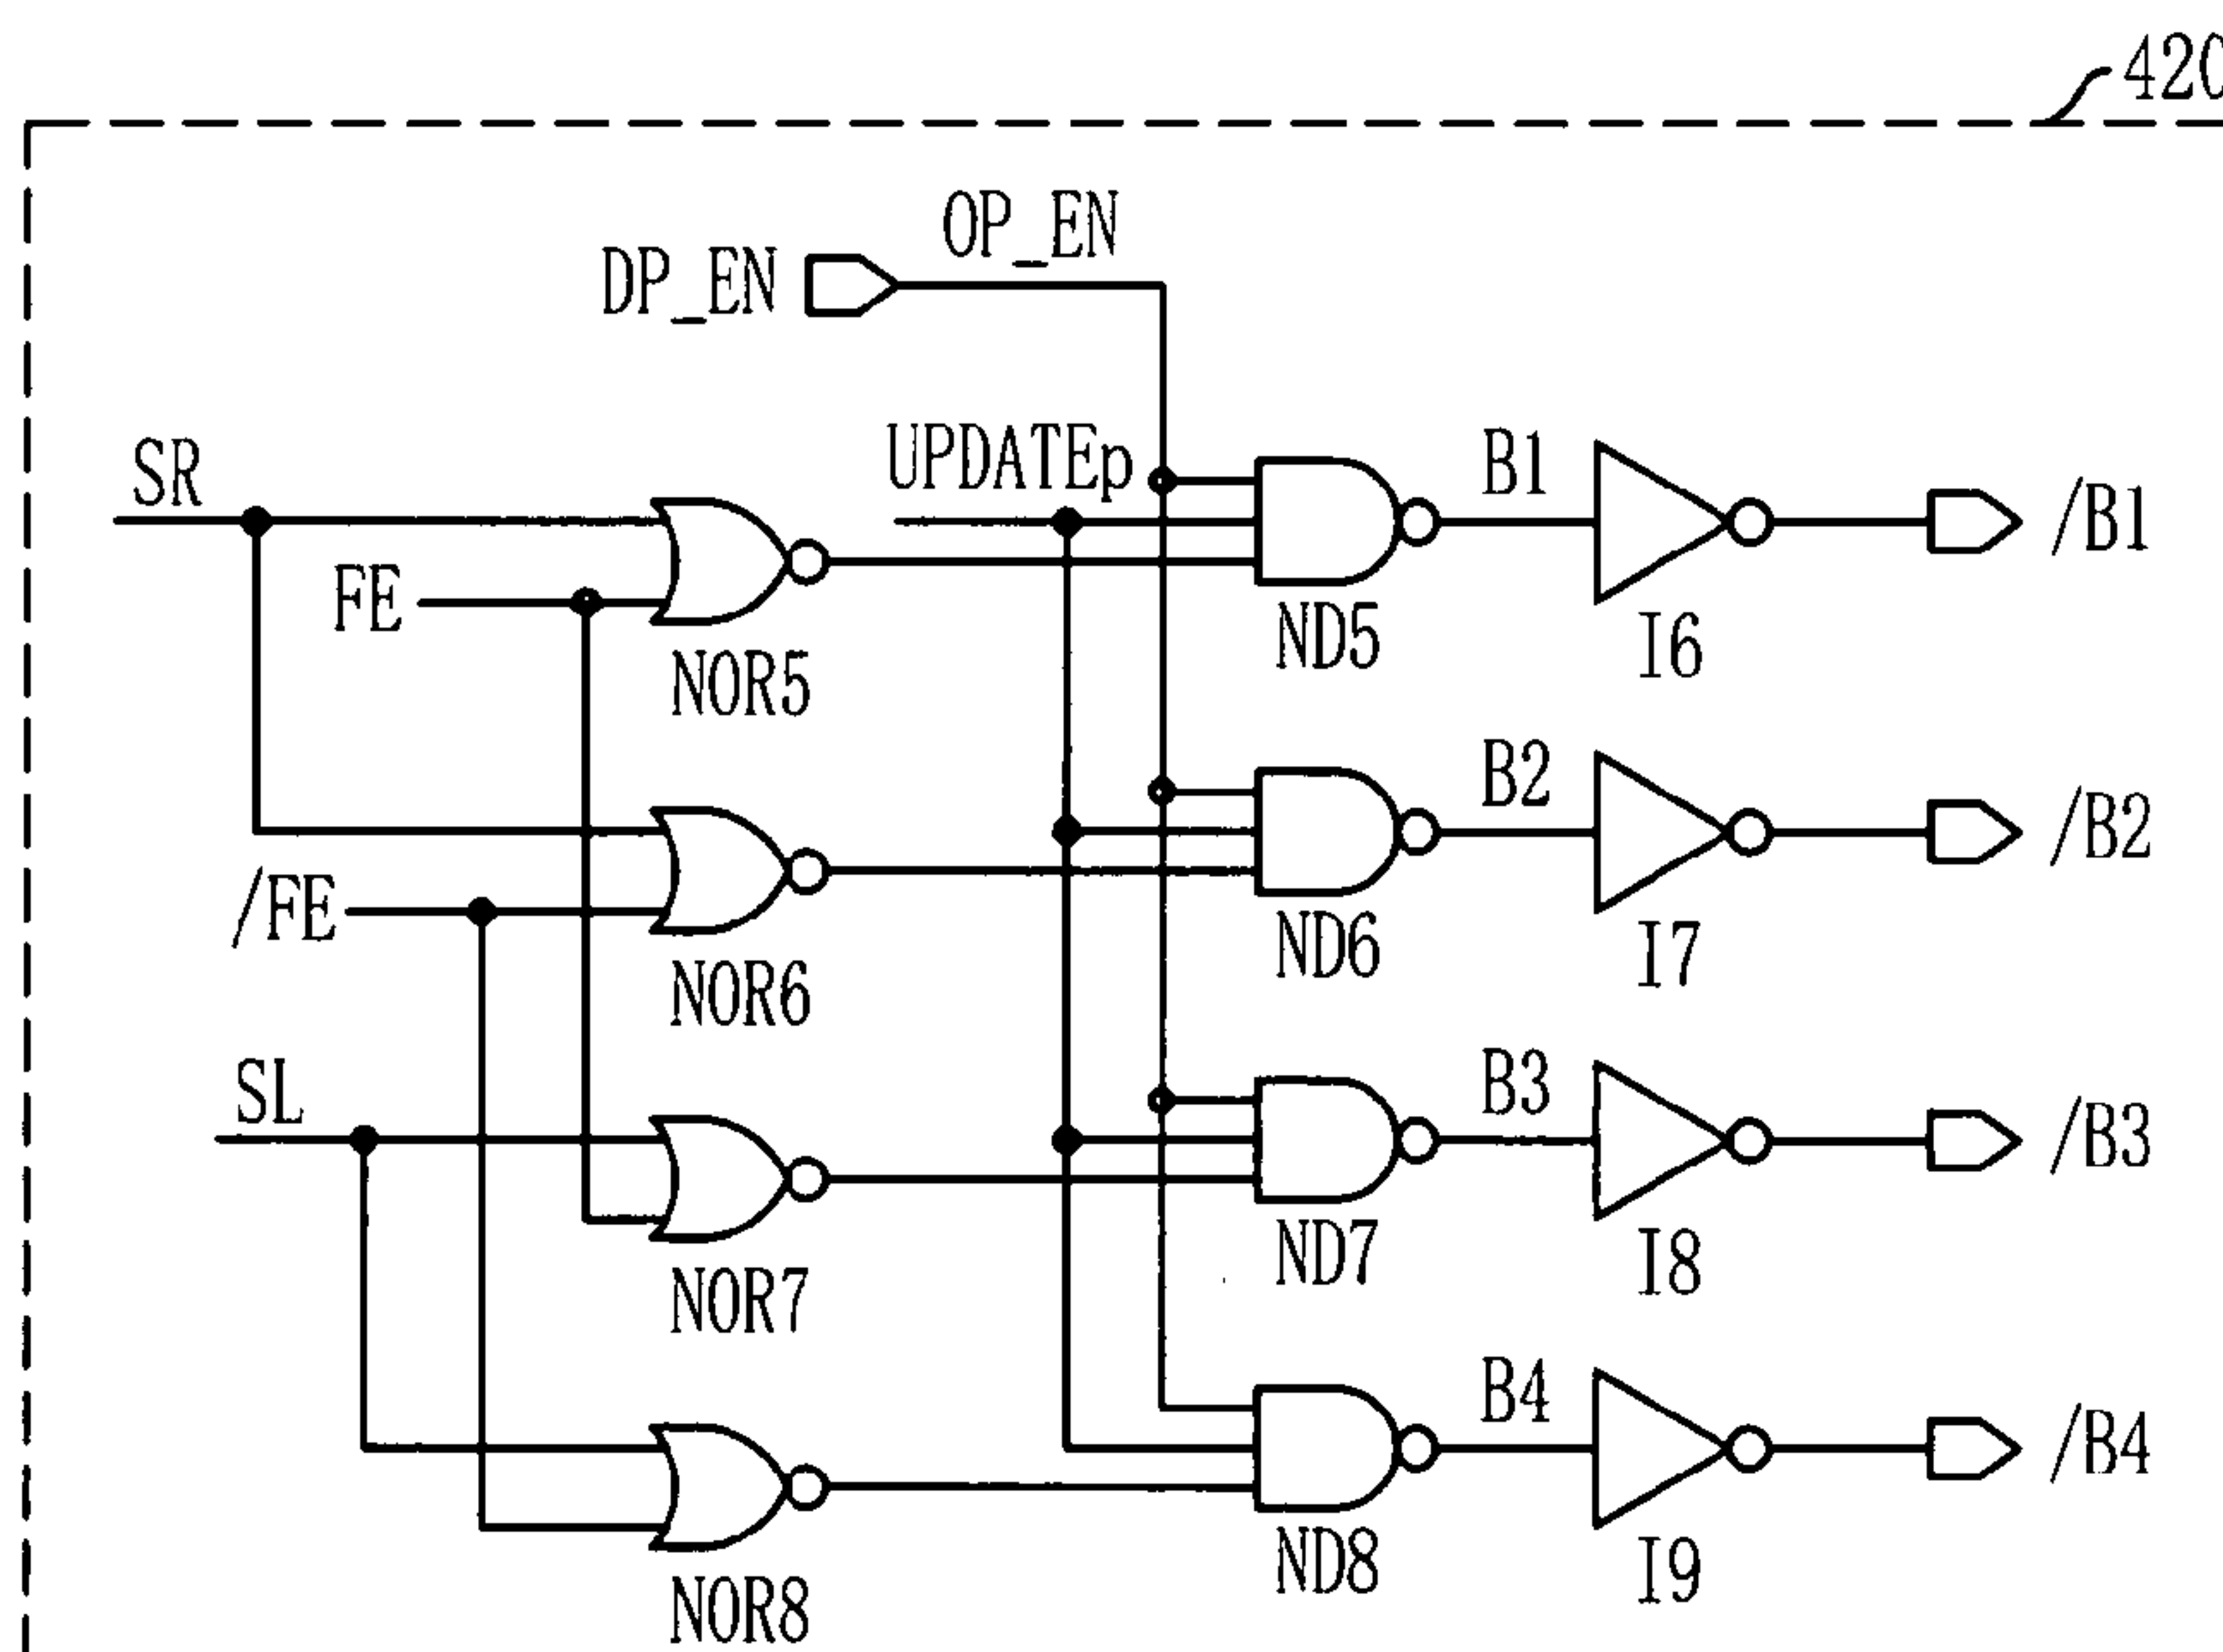 420
OP_EN
DP_EN
SR
UPDATEp
B1
/B1
FE
ND5
I6
NOR5
B2
/B2
/FE
ND6
I7
NOR6
SL
B3
/B3
ND7
I8
NOR7
B4
/B4
ND8
I9
NOR8